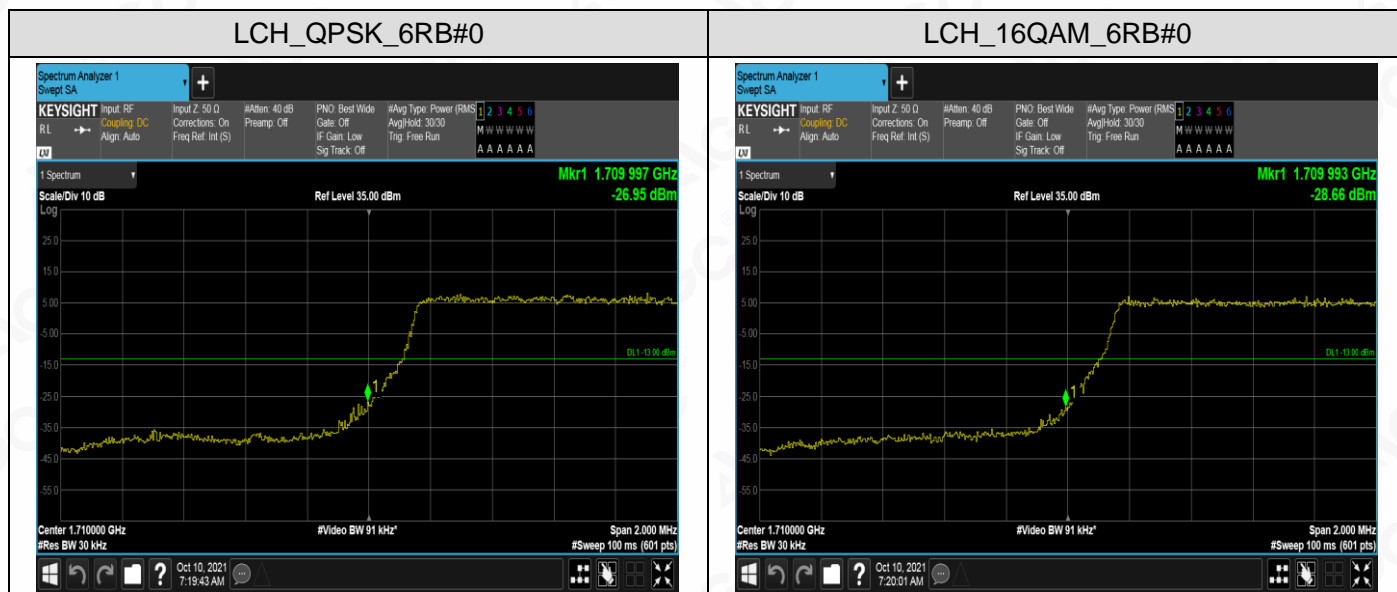 LCH_QPSK_6RB#0
Spectrum Analyzer 1
Swept SA
+
KEYSIGHT
RL
LXI
Input: RF
Coupling: DC
Align: Auto
Input Z: 50 Ω
Corrections: On
Freq Ref: Int (S)
#Atten: 40 dB
Preamp: Off
PNO: Best Wide
Gate: Off
IF Gain: Low
Sig Track: Off
#Avg Type: Power (RMS
Avg|Hold: 30/30
Trig: Free Run
1 2 3 4 5 6
M W W W W W
A A A A A A
1 Spectrum
Mkr1 1.709 997 GHz
Scale/Div 10 dB
Ref Level 35.00 dBm
-26.95 dBm
Log
25.0
15.0
5.00
-5.00
DL1 -13.00 dBm
-15.0
1
-25.0
-35.0
-45.0
-55.0
Center 1.710000 GHz
#Video BW 91 kHz*
Span 2.000 MHz
#Res BW 30 kHz
#Sweep 100 ms (601 pts)
?
Oct 10, 2021
7:19:43 AM
LCH_16QAM_6RB#0
Spectrum Analyzer 1
Swept SA
+
KEYSIGHT
RL
LXI
Input: RF
Coupling: DC
Align: Auto
Input Z: 50 Ω
Corrections: On
Freq Ref: Int (S)
#Atten: 40 dB
Preamp: Off
PNO: Best Wide
Gate: Off
IF Gain: Low
Sig Track: Off
#Avg Type: Power (RMS
Avg|Hold: 30/30
Trig: Free Run
1 2 3 4 5 6
M W W W W W
A A A A A A
1 Spectrum
Mkr1 1.709 993 GHz
Scale/Div 10 dB
Ref Level 35.00 dBm
-28.66 dBm
Log
25.0
15.0
5.00
-5.00
DL1 -13.00 dBm
-15.0
1
-25.0
-35.0
-45.0
-55.0
Center 1.710000 GHz
#Video BW 91 kHz*
Span 2.000 MHz
#Res BW 30 kHz
#Sweep 100 ms (601 pts)
?
Oct 10, 2021
7:20:01 AM